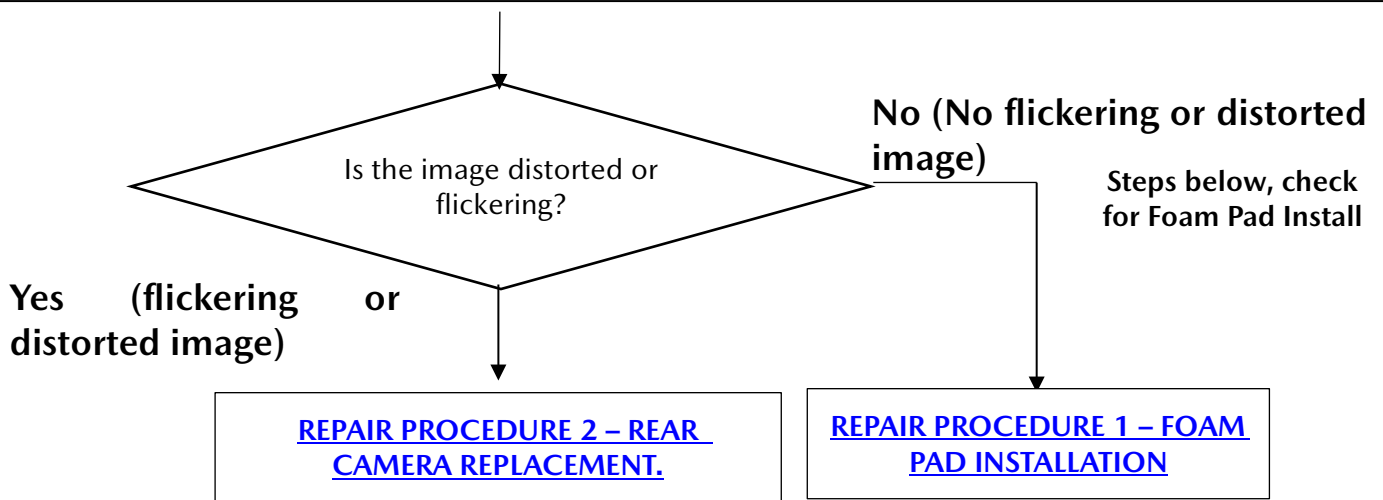 Is the image distorted or
flickering?
No (No flickering or distorted
image)
Steps below, check
for Foam Pad Install
Yes (flickering or
distorted image)
REPAIR PROCEDURE 2 – REAR
CAMERA REPLACEMENT.
REPAIR PROCEDURE 1 – FOAM
PAD INSTALLATION